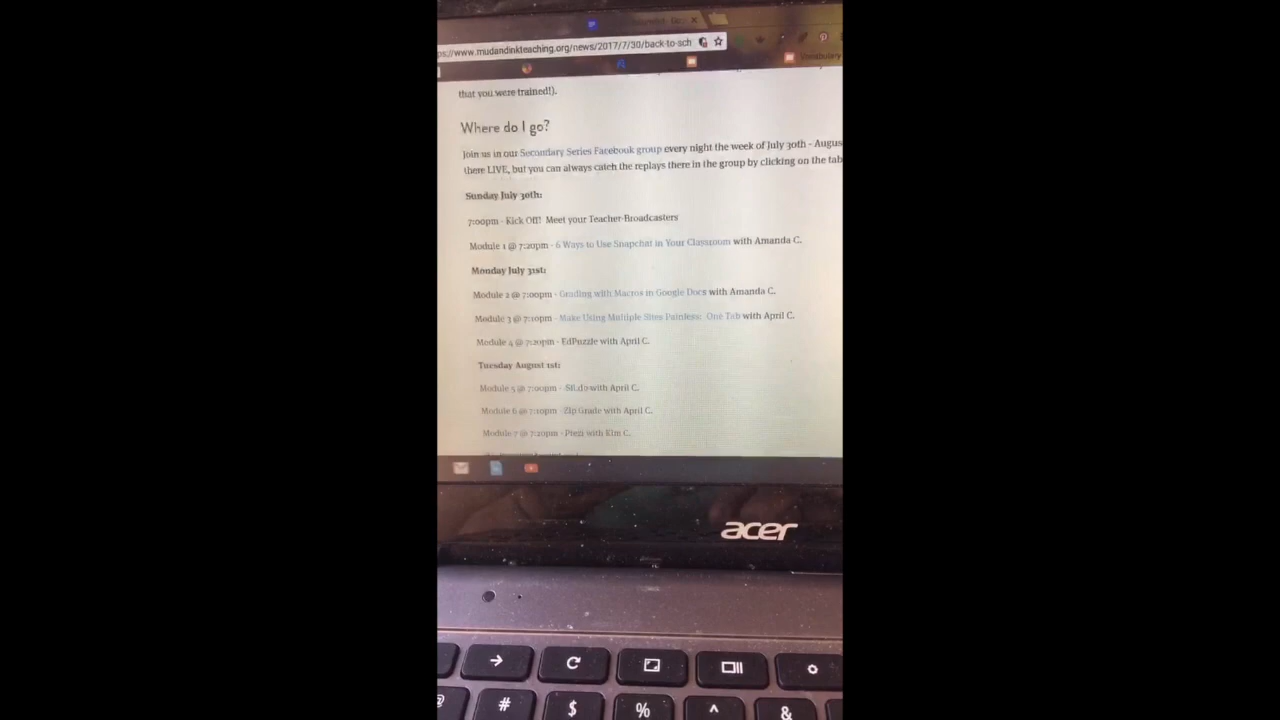 ps://www.mudandinkteaching.org/news/2017/7/30/back-to-sch
Vocabulary
that you were trained!).
Where do I go?
Join us in our Secondary Series Facebook group every night the week of July 30th - Augus
there LIVE, but you can always catch the replays there in the group by clicking on the tab
Sunday July 30th:
7:00pm - Kick Off! Meet your Teacher-Broadcasters
Module 1 @ 7:20pm - 6 Ways to Use Snapchat in Your Classroom with Amanda C.
Monday July 31st:
Module 2 @ 7:00pm - Grading with Macros in Google Docs with Amanda C.
Module 3 @ 7:10pm - Make Using Multiple Sites Painless: One Tab with April C.
Module 4 @ 7:20pm - EdPuzzle with April C.
Tuesday August 1st:
Module 5 @ 7:00pm - Sli.do with April C.
Module 6 @ 7:10pm - Zip Grade with April C.
Module 7 @ 7:20pm - Prezi with Kim C.
acer
@ # $ % ^ &